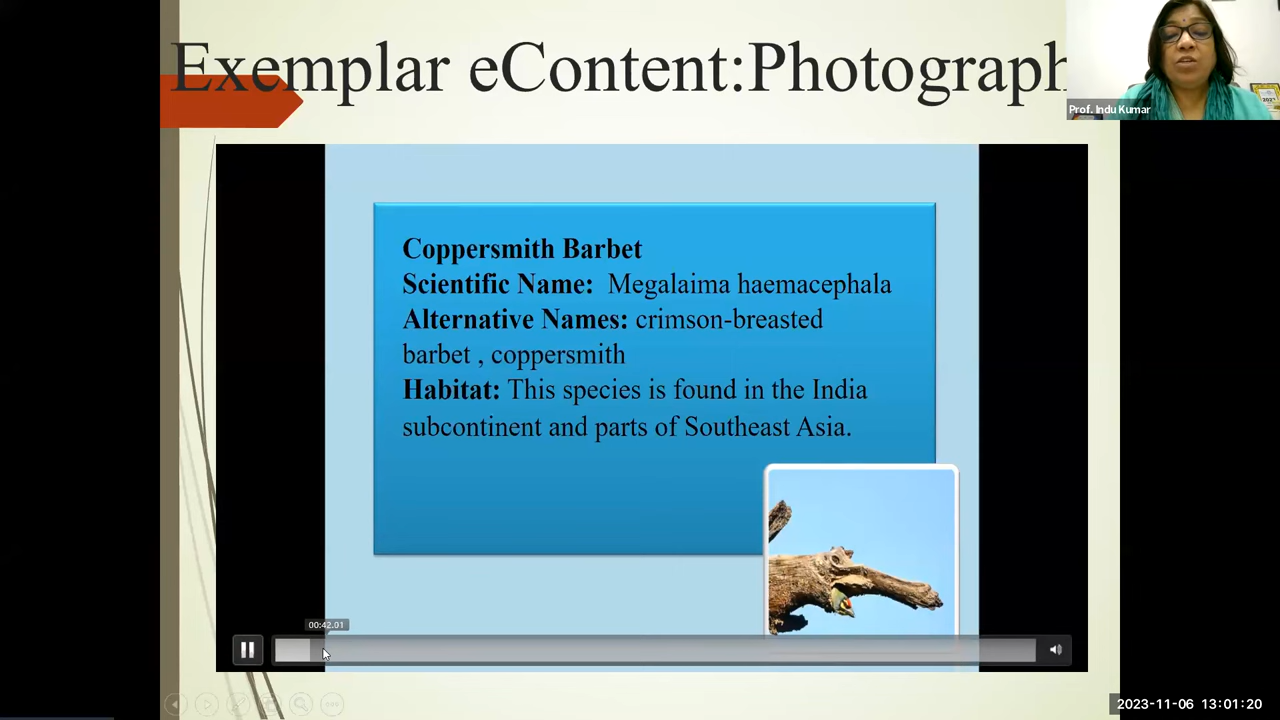 Exemplar eContent:Photograph
Prof. Indu Kumar
Coppersmith Barbet
Scientific Name: Megalaima haemacephala
Alternative Names: crimson-breasted
barbet , coppersmith
Habitat: This species is found in the India
subcontinent and parts of Southeast Asia.
00:42.01
2023-11-06 13:01:20